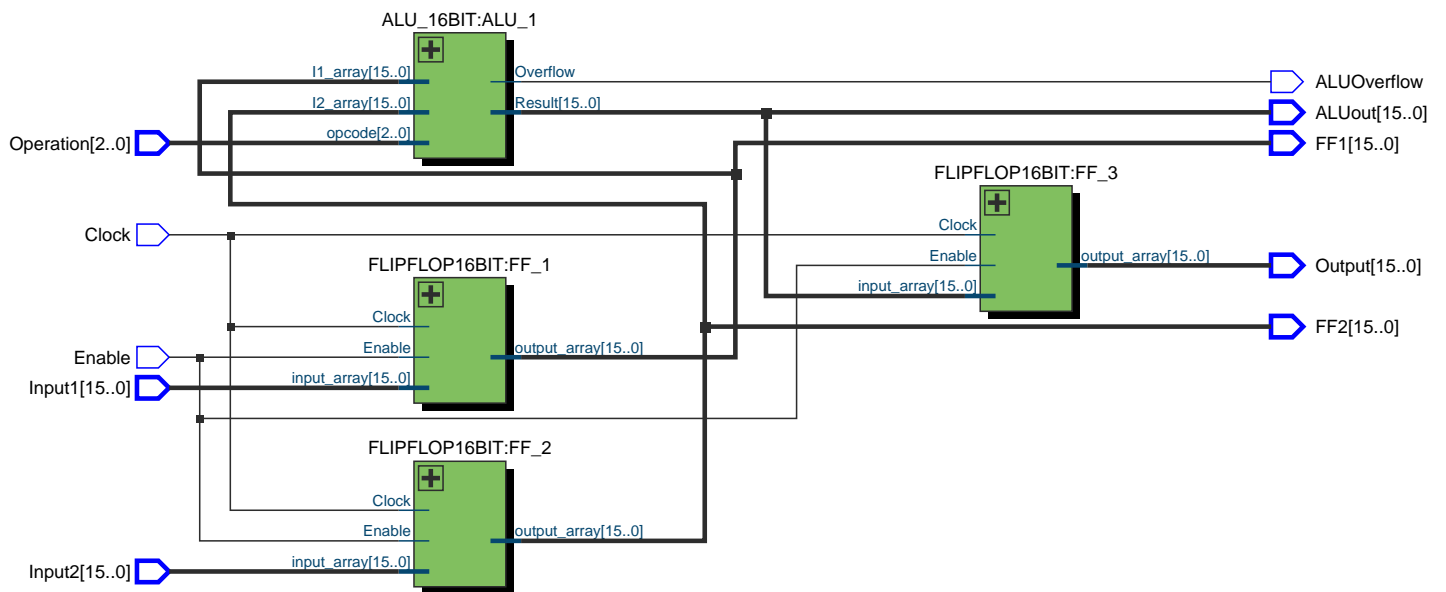 ALU_16BIT:ALU_1
I1_array[15..0]
Overflow
ALUOverflow
I2_array[15..0]
Result[15..0]
ALUout[15..0]
Operation[2..0]
opcode[2..0]
FF1[15..0]
FLIPFLOP16BIT:FF_3
Clock
Clock
FLIPFLOP16BIT:FF_1
Enable
output_array[15..0]
Output[15..0]
input_array[15..0]
Clock
FF2[15..0]
Enable
Enable
output_array[15..0]
Input1[15..0]
input_array[15..0]
FLIPFLOP16BIT:FF_2
Clock
Enable
output_array[15..0]
Input2[15..0]
input_array[15..0]